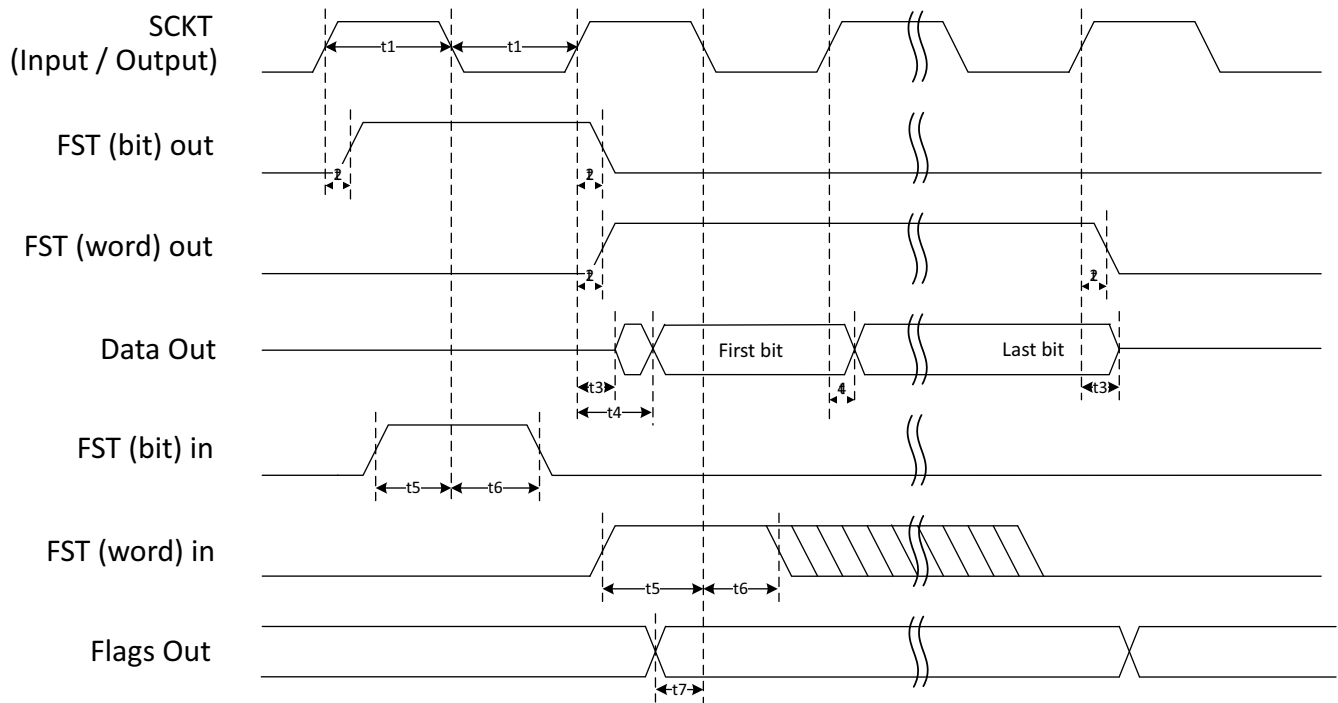 SCKT
(Input / Output)
t1 t1
FST (bit) out
FST (word) out
Data Out
First bit
Last bit
t3
t3
t4
FST (bit) in
t5 t6
FST (word) in
t5 t6
Flags Out
t7